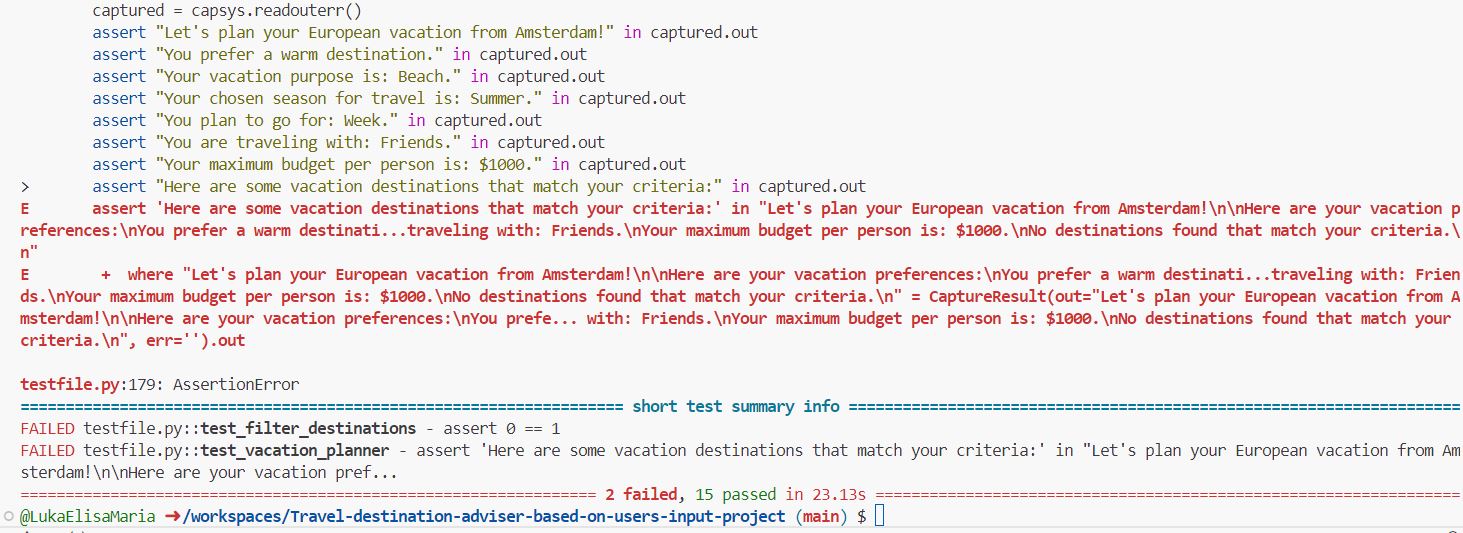 captured = capsys.readouterr()
assert "Let's plan your European vacation from Amsterdam!" in captured.out
assert "You prefer a warm destination." in captured.out
assert "Your vacation purpose is: Beach." in captured.out
assert "Your chosen season for travel is: Summer." in captured.out
assert "You plan to go for: Week." in captured.out
assert "You are traveling with: Friends." in captured.out
assert "Your maximum budget per person is: $1000." in captured.out
> assert "Here are some vacation destinations that match your criteria:" in captured.out
E assert 'Here are some vacation destinations that match your criteria:' in "Let's plan your European vacation from Amsterdam!\n\nHere are your vacation p
references:\nYou prefer a warm destinati...traveling with: Friends.\nYour maximum budget per person is: $1000.\nNo destinations found that match your criteria.\
n"
E + where "Let's plan your European vacation from Amsterdam!\n\nHere are your vacation preferences:\nYou prefer a warm destinati...traveling with: Frien
ds.\nYour maximum budget per person is: $1000.\nNo destinations found that match your criteria.\n" = CaptureResult(out="Let's plan your European vacation from A
msterdam!\n\nHere are your vacation preferences:\nYou prefe... with: Friends.\nYour maximum budget per person is: $1000.\nNo destinations found that match your
criteria.\n", err='').out
testfile.py:179: AssertionError
=================================================================== short test summary info ====================================================================
FAILED testfile.py::test_filter_destinations - assert 0 == 1
FAILED testfile.py::test_vacation_planner - assert 'Here are some vacation destinations that match your criteria:' in "Let's plan your European vacation from Am
sterdam!\n\nHere are your vacation pref...
================================================================ 2 failed, 15 passed in 23.13s =================================================================
@LukaElisaMaria ➜ /workspaces/Travel-destination-adviser-based-on-users-input-project (main) $